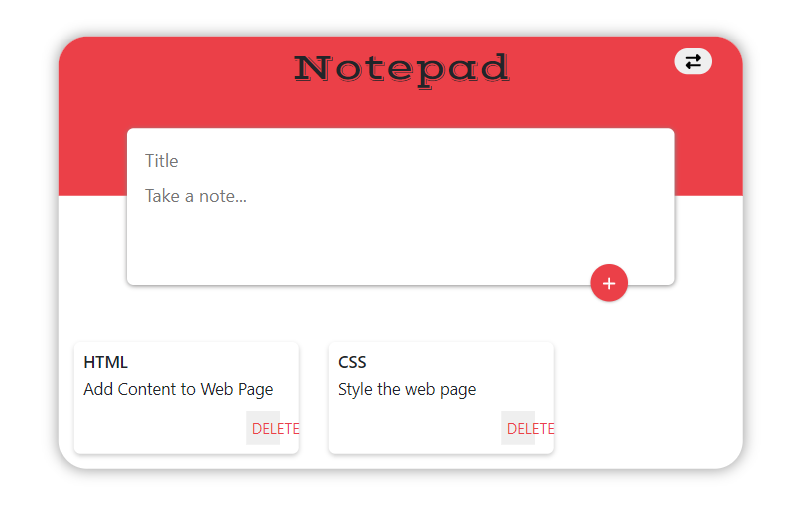 Notepad
Title
Take a note...
+
HTML
Add Content to Web Page
DELETE
CSS
Style the web page
DELETE